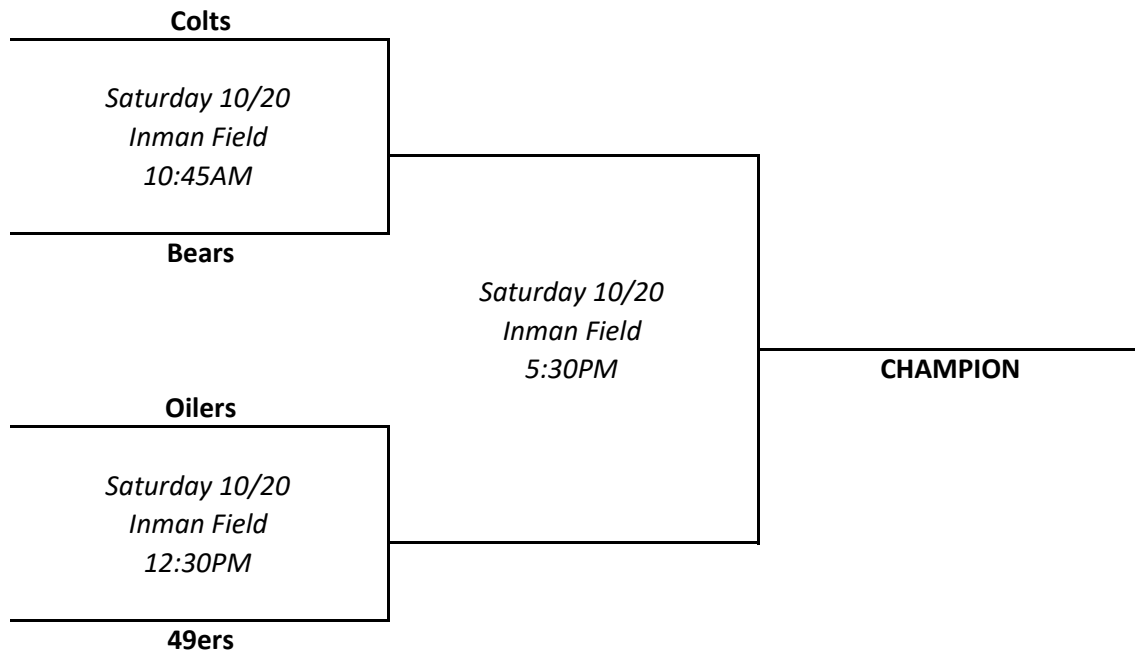 Colts
Saturday 10/20
Inman Field
10:45AM
Bears
Saturday 10/20
Inman Field
5:30PM
CHAMPION
Oilers
Saturday 10/20
Inman Field
12:30PM
49ers